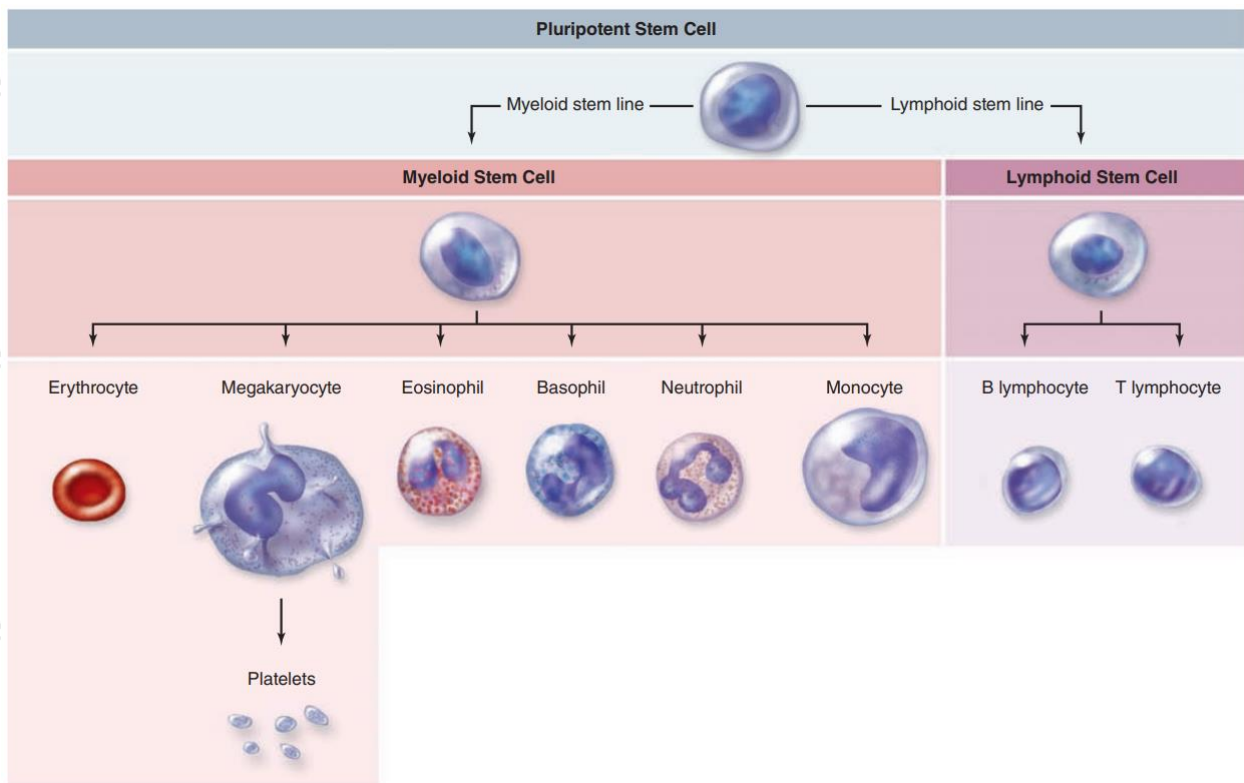 Pluripotent Stem Cell
Myeloid stem line
Lymphoid stem line
Myeloid Stem Cell
Lymphoid Stem Cell
Erythrocyte
Megakaryocyte
Eosinophil
Basophil
Neutrophil
Monocyte
B lymphocyte
T lymphocyte
Platelets